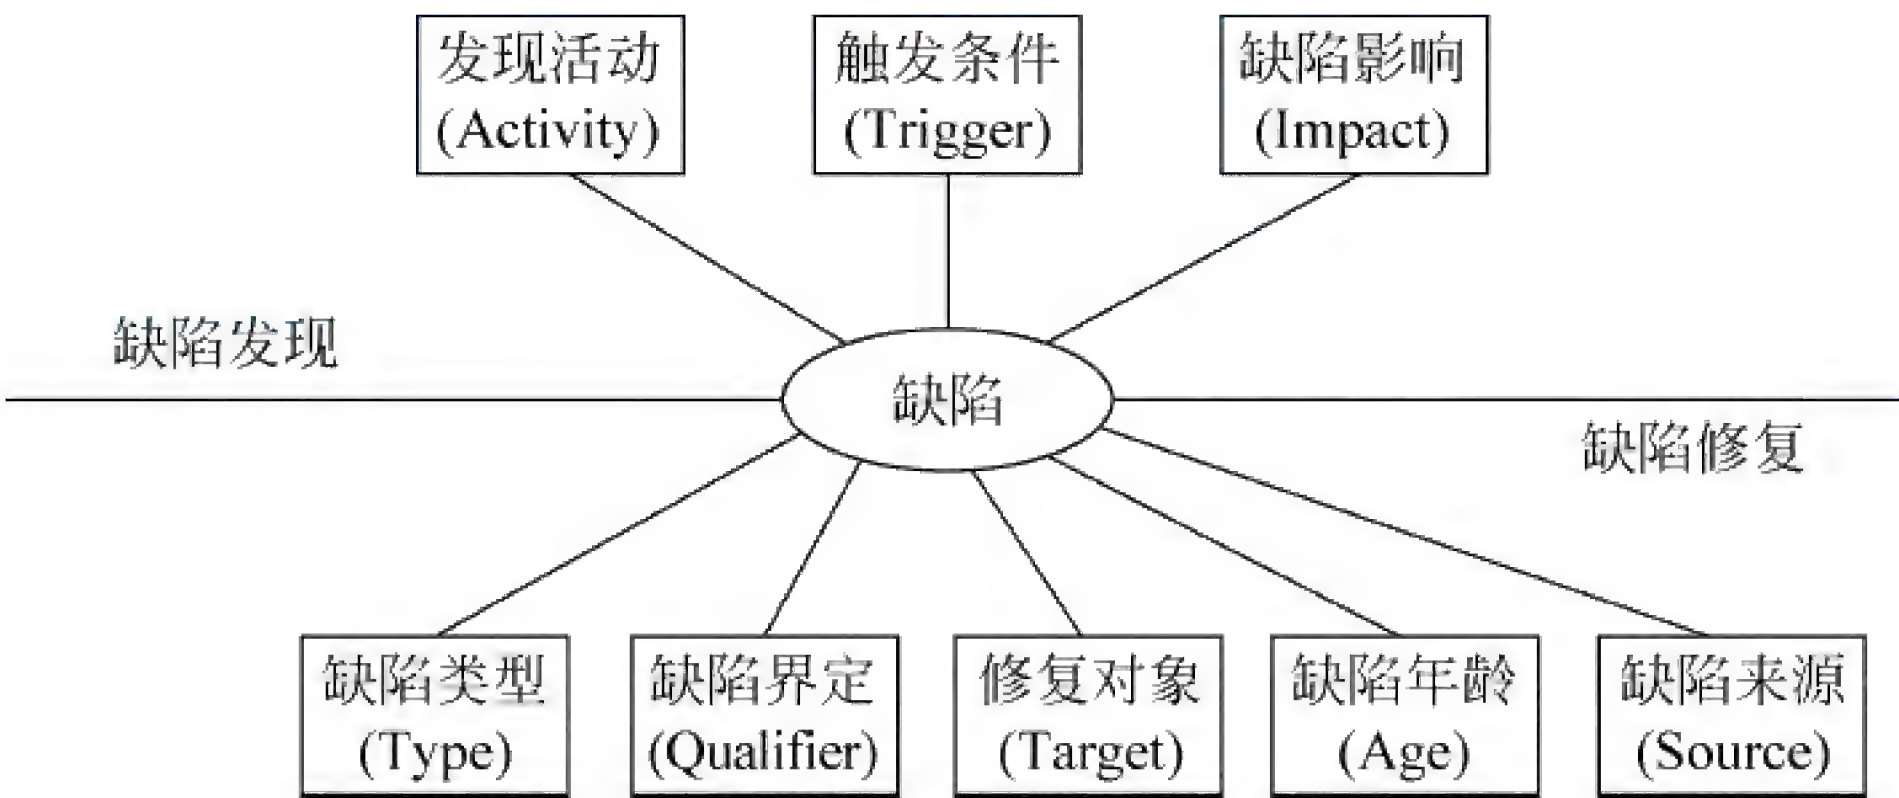 发现活动
(Activity)
触发条件
(Trigger)
缺陷影响
(Impact)
缺陷发现
缺陷
缺陷修复
缺陷类型
(Type)
缺陷界定
(Qualifier)
修复对象
(Target)
缺陷年龄
(Age)
缺陷来源
(Source)